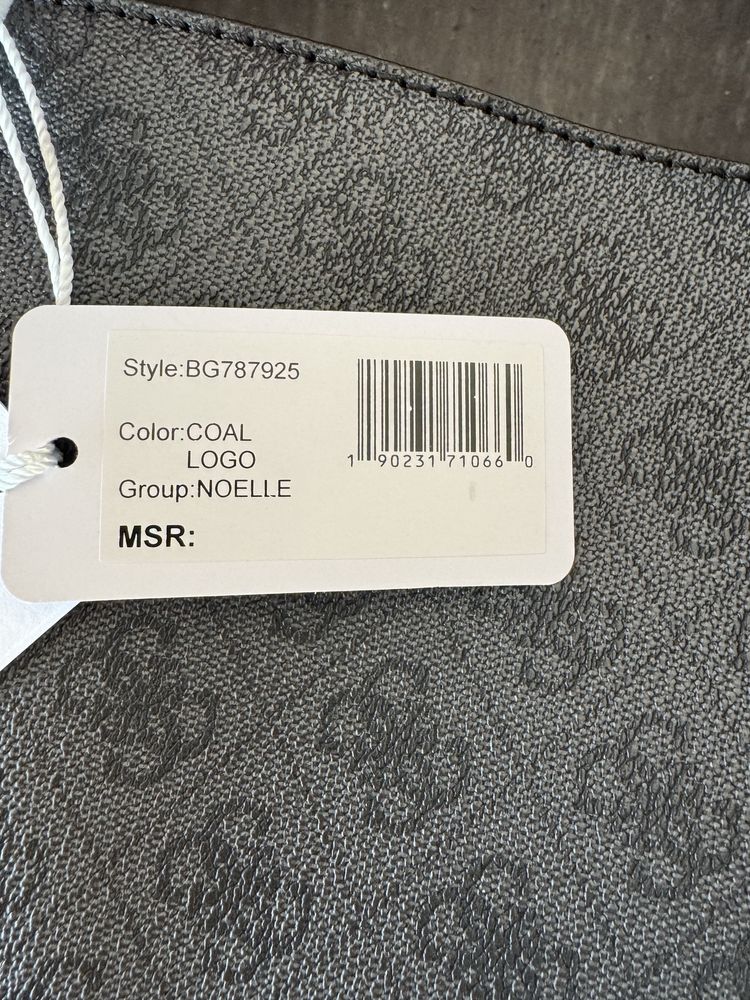 Style:BG787925
Color:COAL
LOGO
Group:NOELLE
MSR:
1 90231 71066 0